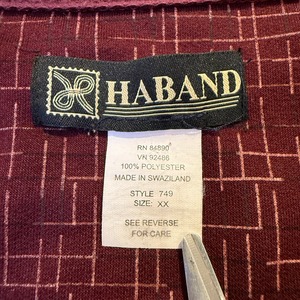 HABAND
RN 84890
VN 92486
100% POLYESTER
MADE IN SWAZILAND
STYLE 749
SIZE: XX
SEE REVERSE
FOR CARE